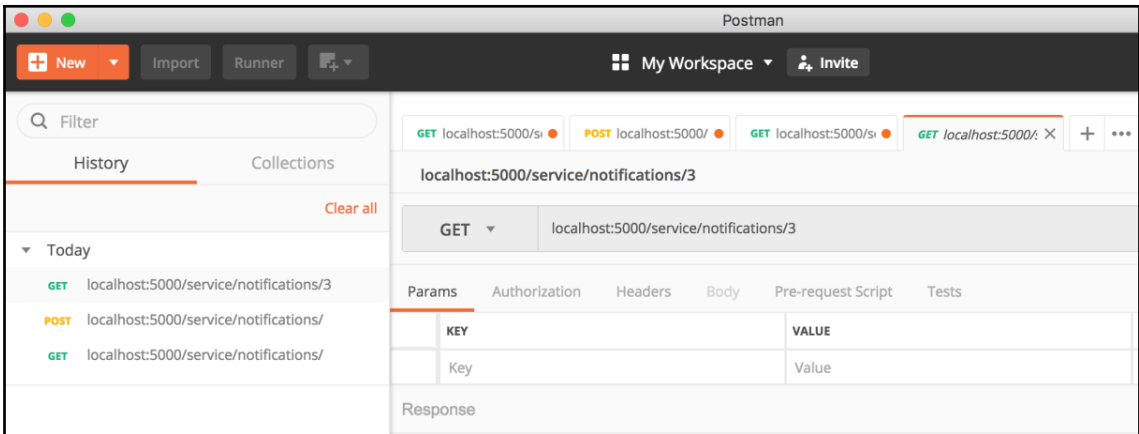 Postman
New
Import
Runner
My Workspace
Invite
Filter
History
Collections
Clear all
Today
GET localhost:5000/service/notifications/3
POST localhost:5000/service/notifications/
GET localhost:5000/service/notifications/
GET localhost:5000/se
POST localhost:5000/
GET localhost:5000/se
GET localhost:5000/s
localhost:5000/service/notifications/3
GET localhost:5000/service/notifications/3
Params Authorization Headers Body Pre-request Script Tests
KEY VALUE
Key Value
Response